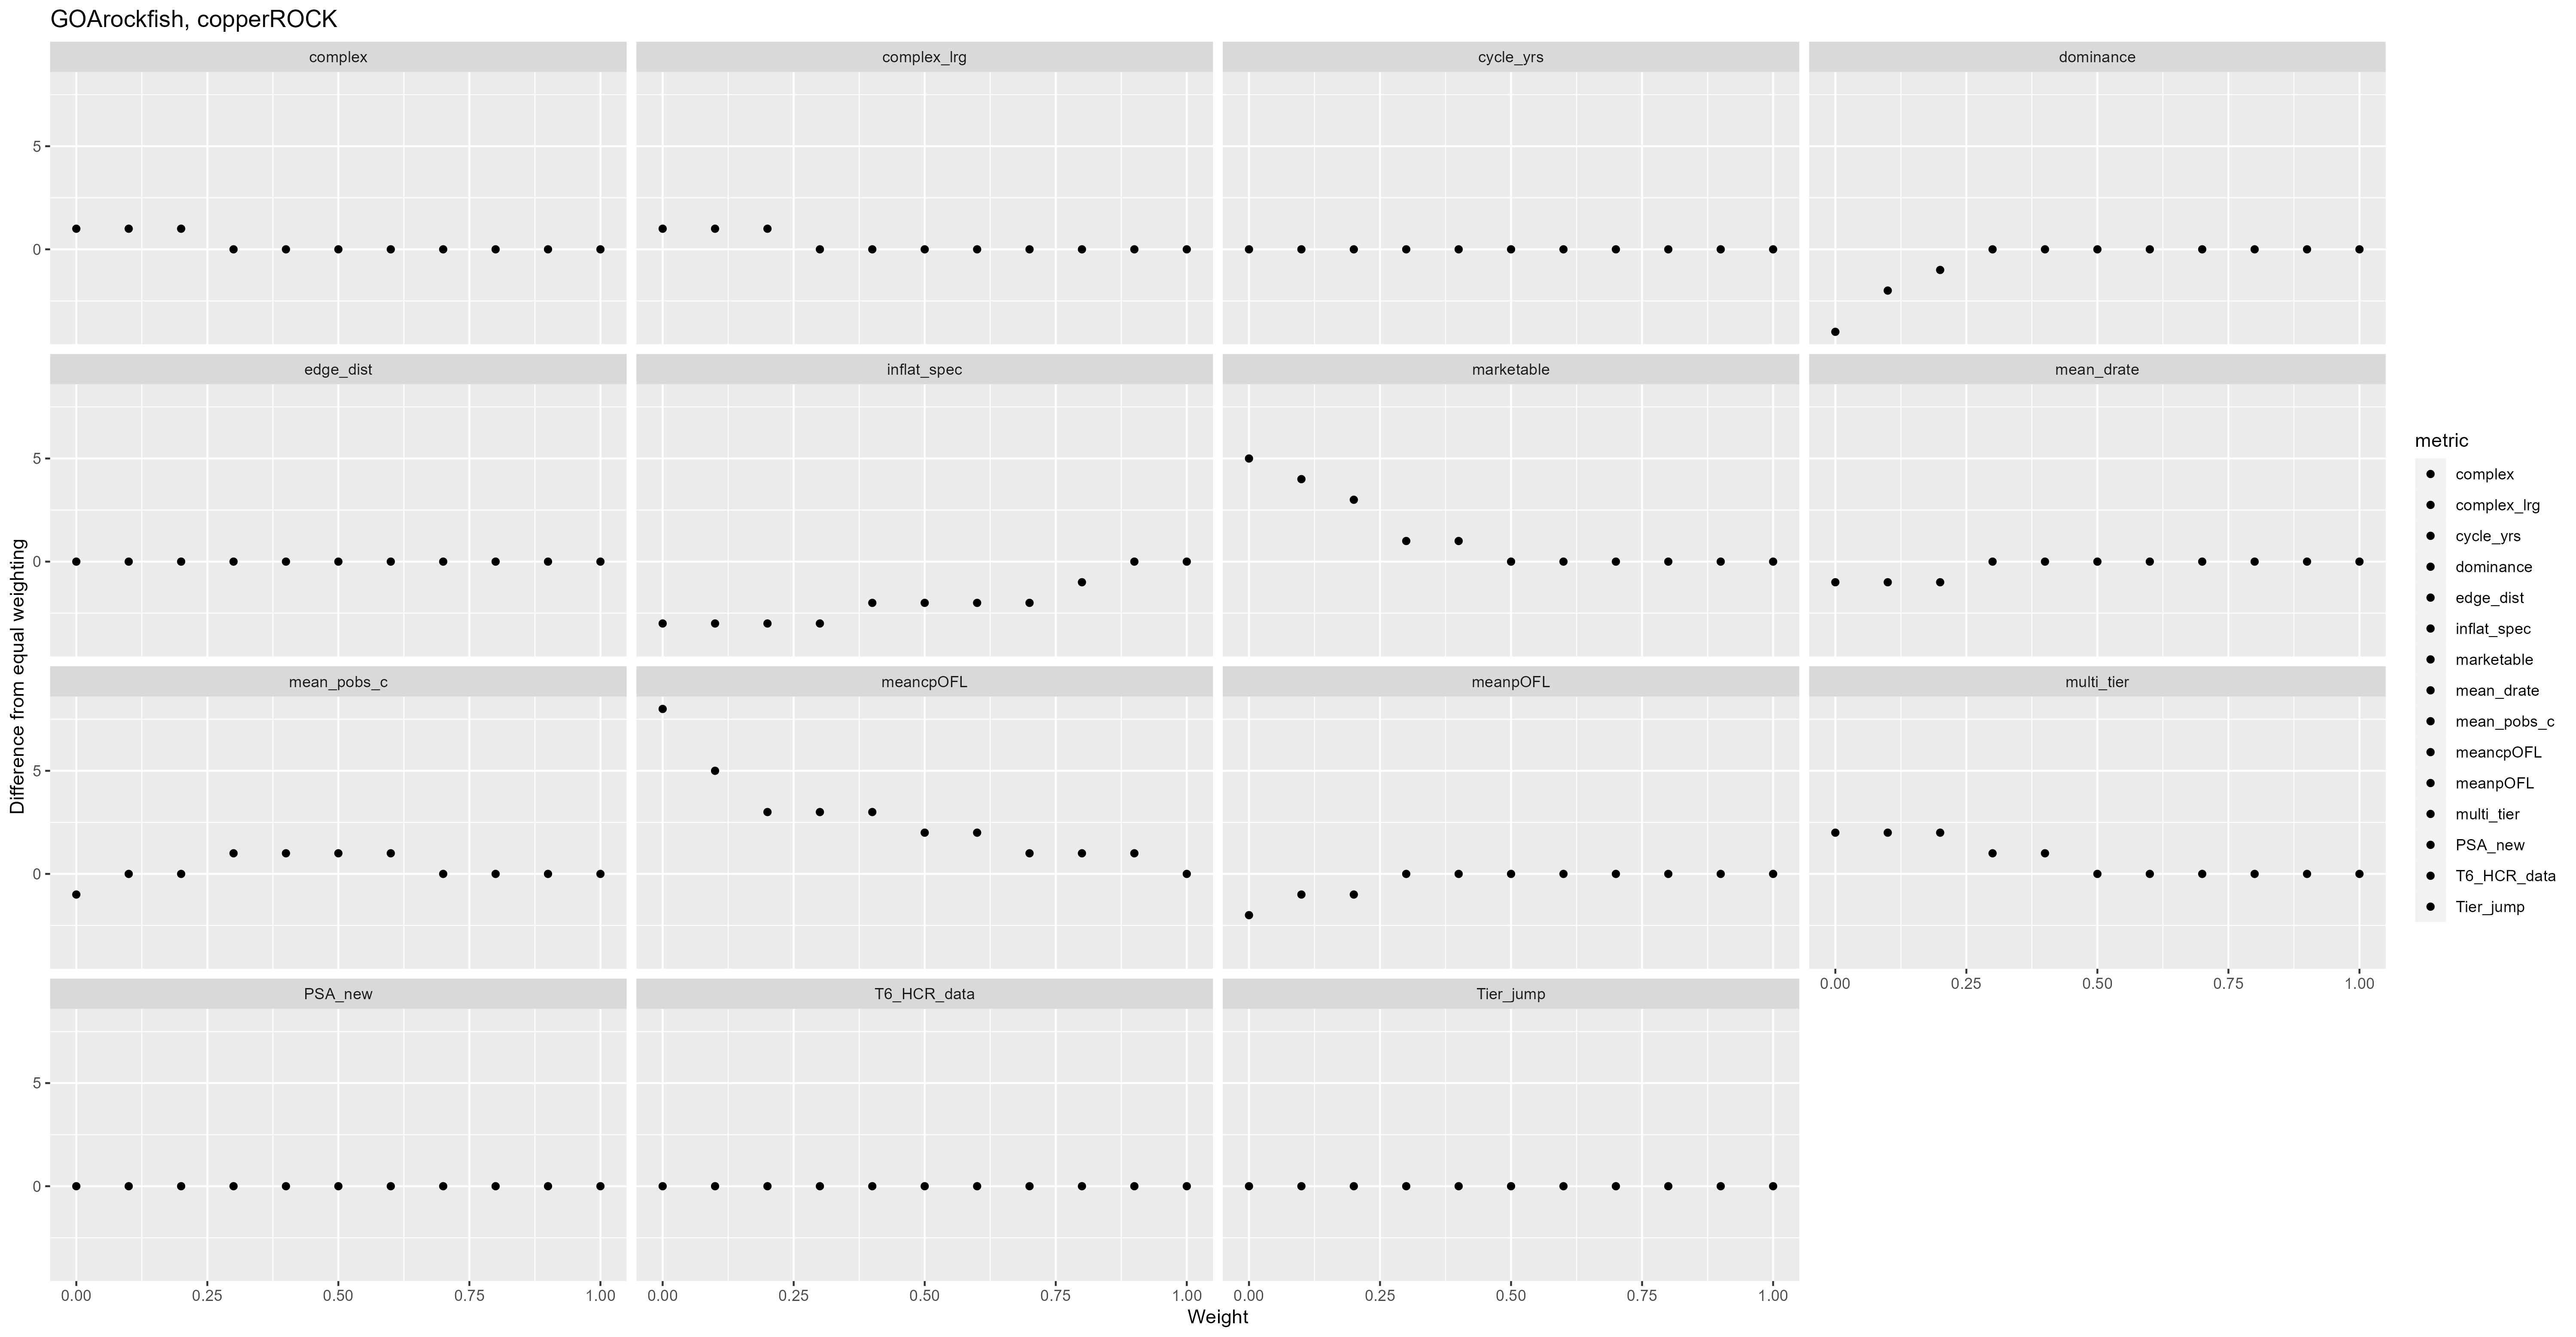 GOArockfish, copperROCK
complex
complex_lrg
cycle_yrs
dominance
5
0
edge_dist
inflat_spec
marketable
mean_drate
5
0
mean_pobs_c
meancpOFL
meanpOFL
multi_tier
5
0
0.00 0.25 0.50 0.75 1.00
PSA_new
T6_HCR_data
Tier_jump
5
0
0.00 0.25 0.50 0.75 1.00
0.00 0.25 0.50 0.75 1.00
0.00 0.25 0.50 0.75 1.00
Weight
Difference from equal weighting
metric
complex
complex_lrg
cycle_yrs
dominance
edge_dist
inflat_spec
marketable
mean_drate
mean_pobs_c
meancpOFL
meanpOFL
multi_tier
PSA_new
T6_HCR_data
Tier_jump